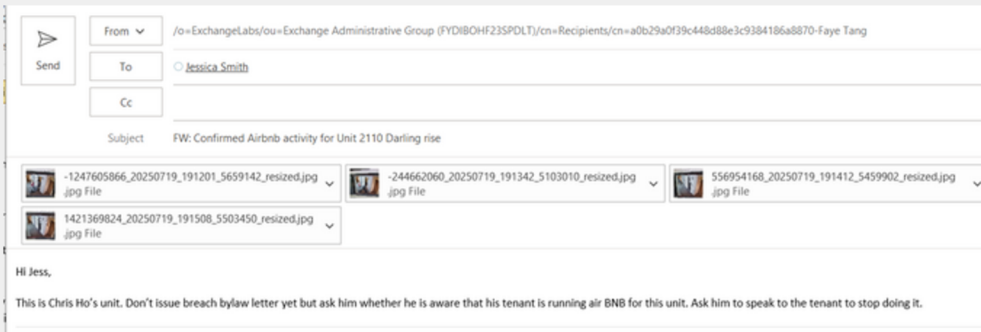 From
/o=ExchangeLabs/ou=Exchange Administrative Group (FYDIBOHF23SPDLT)/cn=Recipients/cn=a0b29a0f39c448d88e3c9384186a8870-Faye Tang
Send
To
Jessica Smith
Cc
Subject
FW: Confirmed Airbnb activity for Unit 2110 Darling rise
-1247605866_20250719_191201_5659142_resized.jpg
.jpg File
-244662060_20250719_191342_5103010_resized.jpg
.jpg File
556954168_20250719_191412_5459902_resized.jpg
.jpg File
1421369824_20250719_191508_5503450_resized.jpg
.jpg File
Hi Jess,
This is Chris Ho's unit. Don't issue breach bylaw letter yet but ask him whether he is aware that his tenant is running air BNB for this unit. Ask him to speak to the tenant to stop doing it.